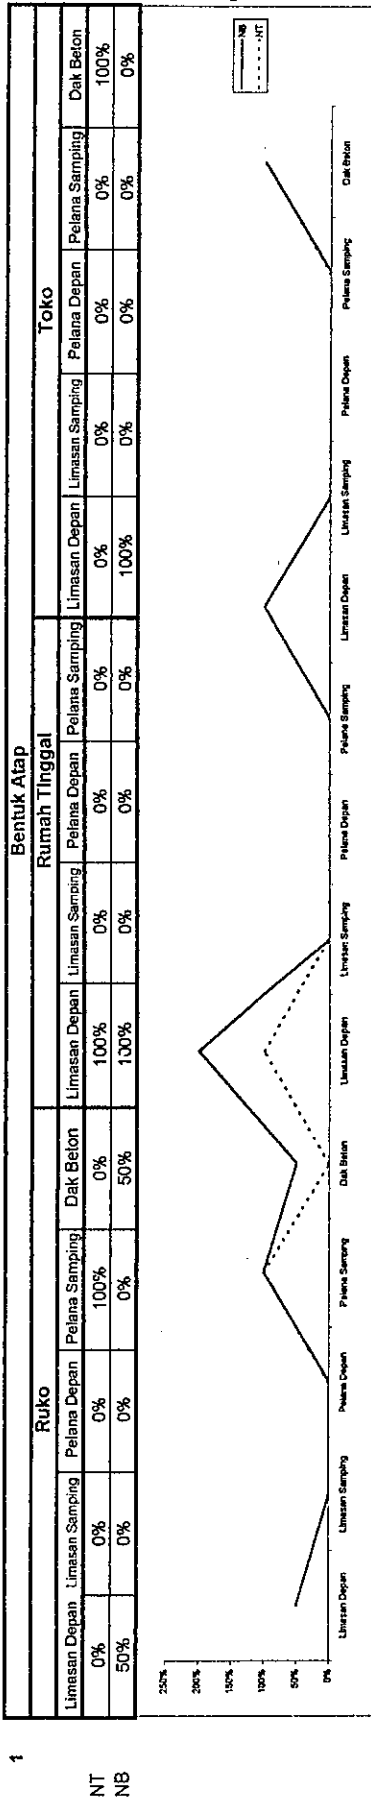 1
Bentuk Atap
Ruko Rumah Tinggal Toko
Limasan Depan Limasan Samping Pelana Depan Pelana Samping Dak Beton Limasan Depan Limasan Samping Pelana Depan Pelana Samping Limasan Depan Limasan Samping Pelana Depan Pelana Samping Dak Beton
NT 0% 0% 0% 100% 0% 100% 0% 0% 0% 0% 0% 0% 0% 100%
NB 50% 0% 0% 0% 50% 100% 0% 0% 0% 100% 0% 0% 0% 0%
250%
200%
150%
100%
50%
0%
Limasan Depan Limasan Samping Pelana Depan Pelana Samping Dak Beton Limasan Depan Limasan Samping Pelana Depan Pelana Samping Limasan Depan Limasan Samping Pelana Depan Pelana Samping Dak Beton
NB
NT